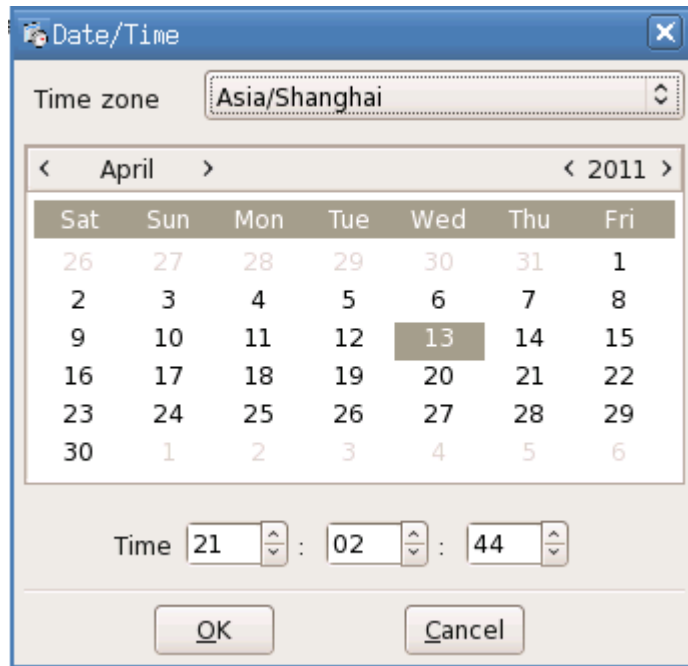 Date/Time
Time zone Asia/Shanghai
< April > < 2011 >
Sat Sun Mon Tue Wed Thu Fri
26 27 28 29 30 31 1
2 3 4 5 6 7 8
9 10 11 12 13 14 15
16 17 18 19 20 21 22
23 24 25 26 27 28 29
30 1 2 3 4 5 6
Time 21 : 02 : 44
OK Cancel